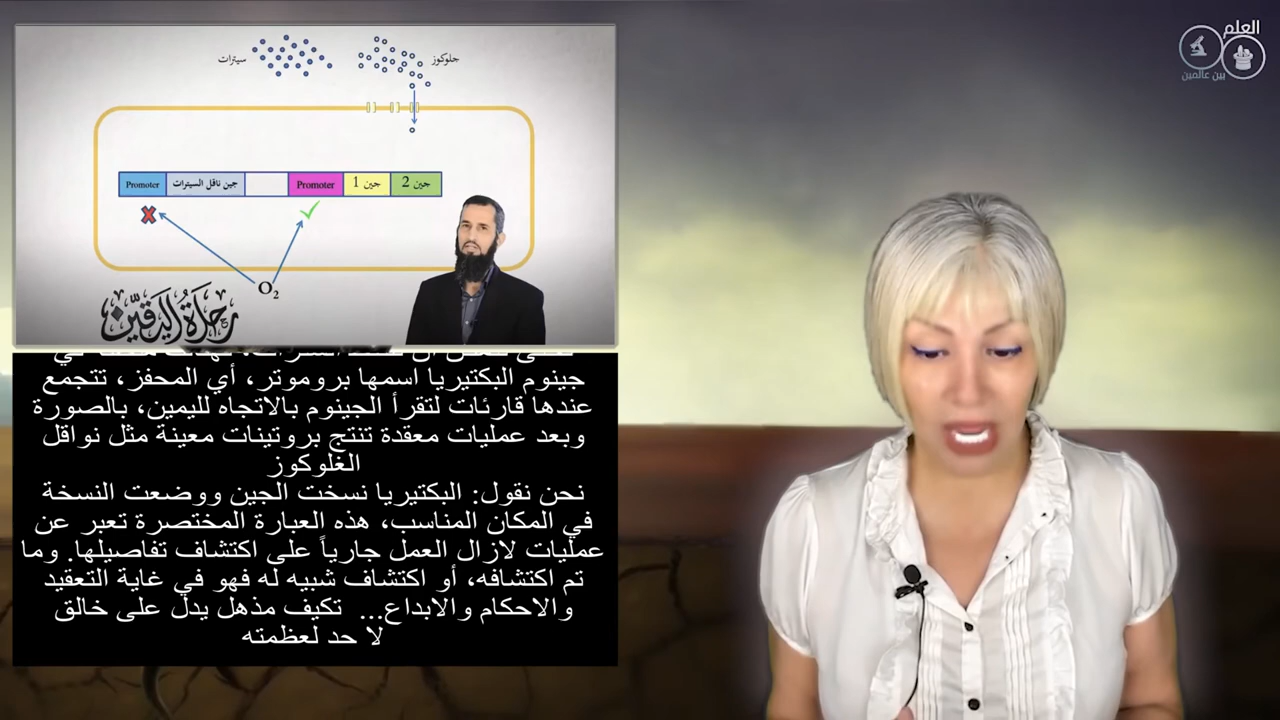 العلم
بين عالمين
سيترات
جلوكوز
Promoter
جين ناقل السيترات
Promoter
جين 1
جين 2
O2
رحلة اليقين
جينوم البكتيريا اسمها بروموتر، أي المحفز، تتجمع
عندها قارئات لتقرأ الجينوم بالاتجاه لليمين، بالصورة
وبعد عمليات معقدة تنتج بروتينات معينة مثل نواقل
الغلوكوز
نحن نقول: البكتيريا نسخت الجين ووضعت النسخة
في المكان المناسب، هذه العبارة المختصرة تعبر عن
عمليات لازال العمل جارياً على اكتشاف تفاصيلها. وما
تم اكتشافه، أو اكتشاف شبيه له فهو في غاية التعقيد
والاحكام والابداع... تكيف مذهل يدل على خالق
لا حد لعظمته